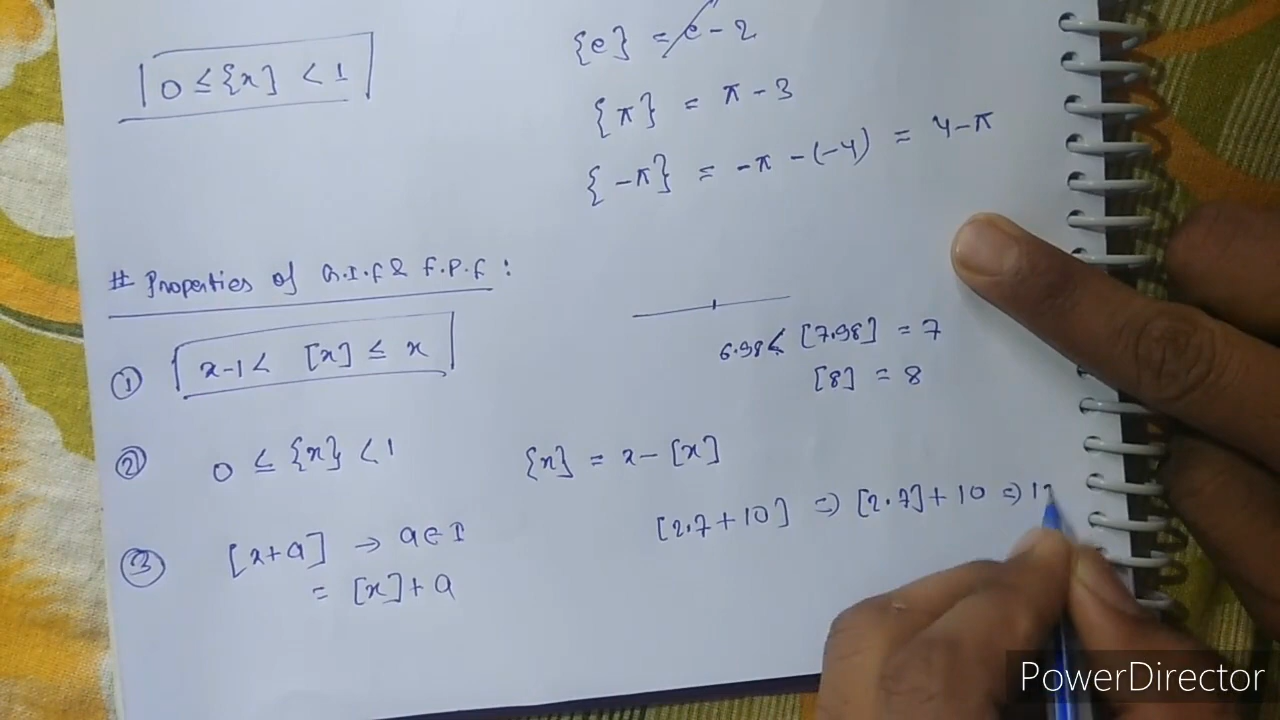 0 ≤ {x} < 1
{e} = e - 2
{π} = π - 3
{-π} = -π - (-4) = 4-π
# Properties of G.I.F & F.P.F :
① x-1 < [x] ≤ x
6.98 < [7.98] = 7
[8] = 8
② 0 ≤ {x} < 1
{x} = x - [x]
③ [x+a] → a ∈ I
= [x] + a
[2.7+10] ⇒ [2.7] + 10 ⇒ 12
PowerDirector